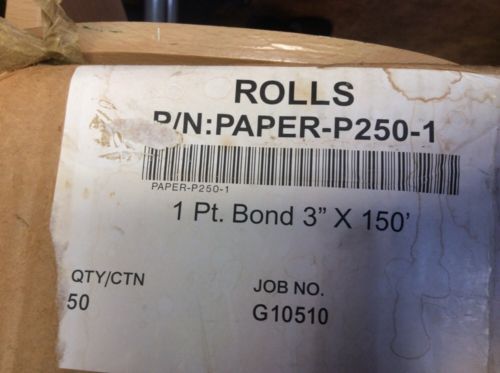 ROLLS
P/N:PAPER-P250-1
PAPER-P250-1
1 Pt. Bond 3" X 150'
QTY/CTN
50
JOB NO.
G10510